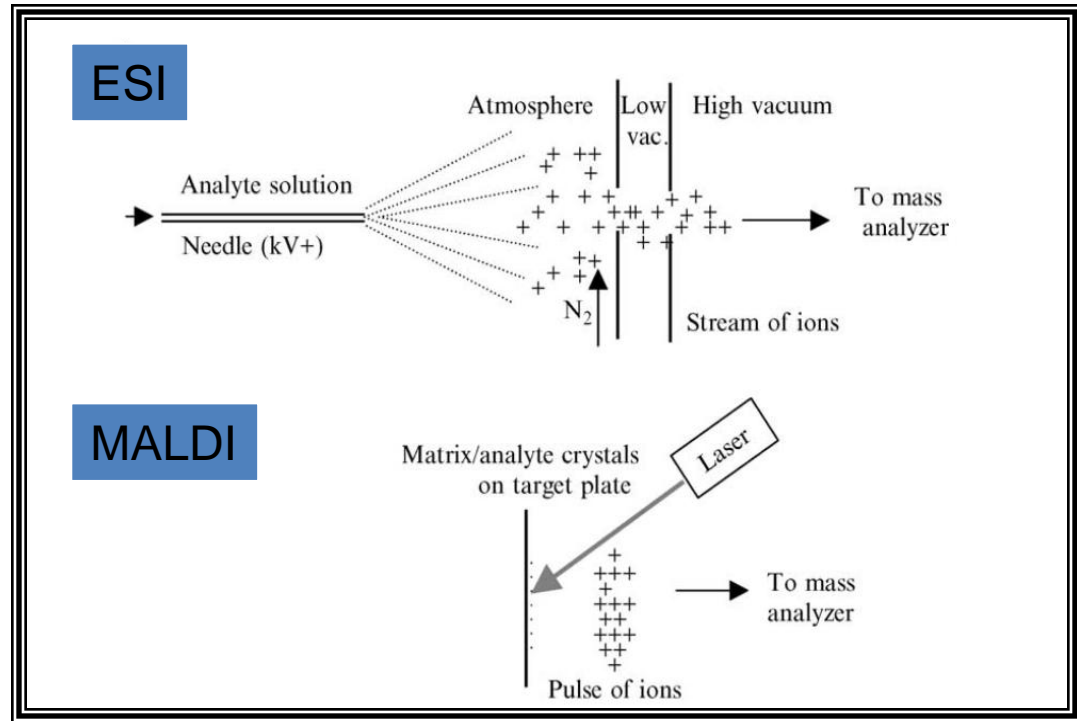 ESI
Atmosphere
Low
vac.
High vacuum
Analyte solution
Needle (kV+)
To mass
analyzer
N₂
Stream of ions
MALDI
Matrix/analyte crystals
on target plate
Laser
To mass
analyzer
Pulse of ions